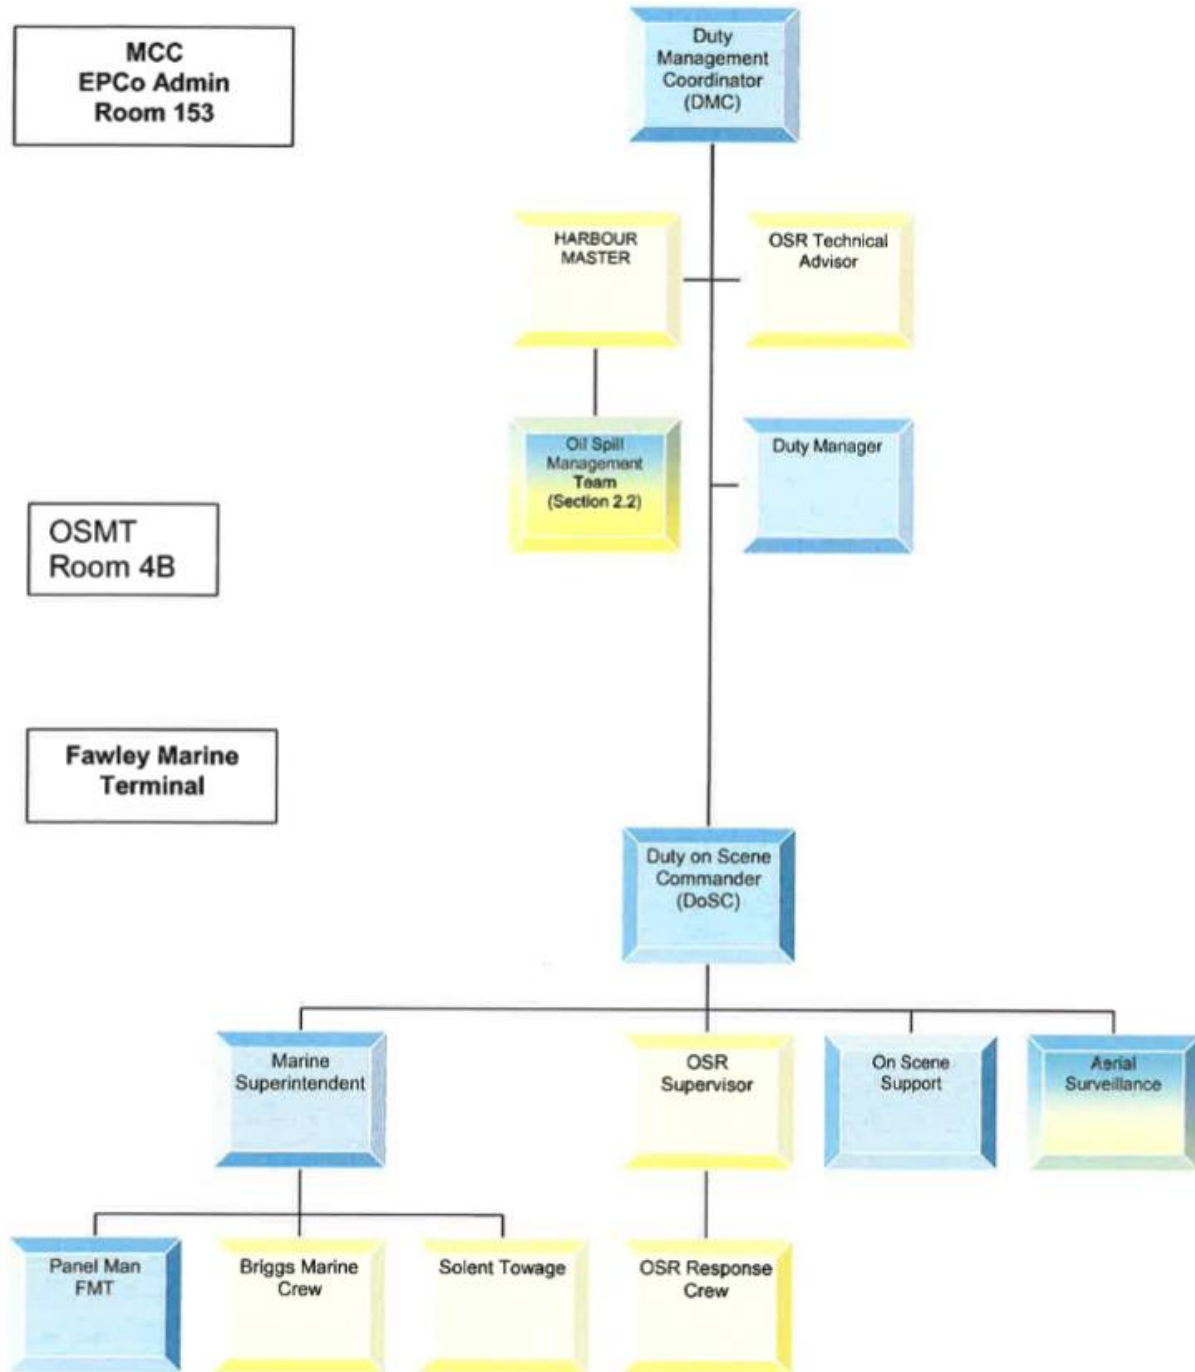 MCC
EPCo Admin
Room 153
Duty
Management
Coordinator
(DMC)
HARBOUR
MASTER
OSR Technical
Advisor
Oil Spill
Management
Team
(Section 2.2)
Duty Manager
OSMT
Room 4B
Fawley Marine
Terminal
Duty on Scene
Commander
(DoSC)
Marine
Superintendent
OSR
Supervisor
On Scene
Support
Aerial
Surveillance
Panel Man
FMT
Briggs Marine
Crew
Solent Towage
OSR Response
Crew